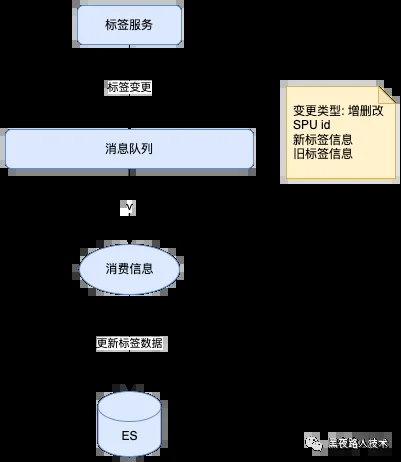 标签服务
标签变更
变更类型: 增删改
SPU id
新标签信息
旧标签信息
消息队列
消费信息
更新标签数据
ES
黑夜路人技术